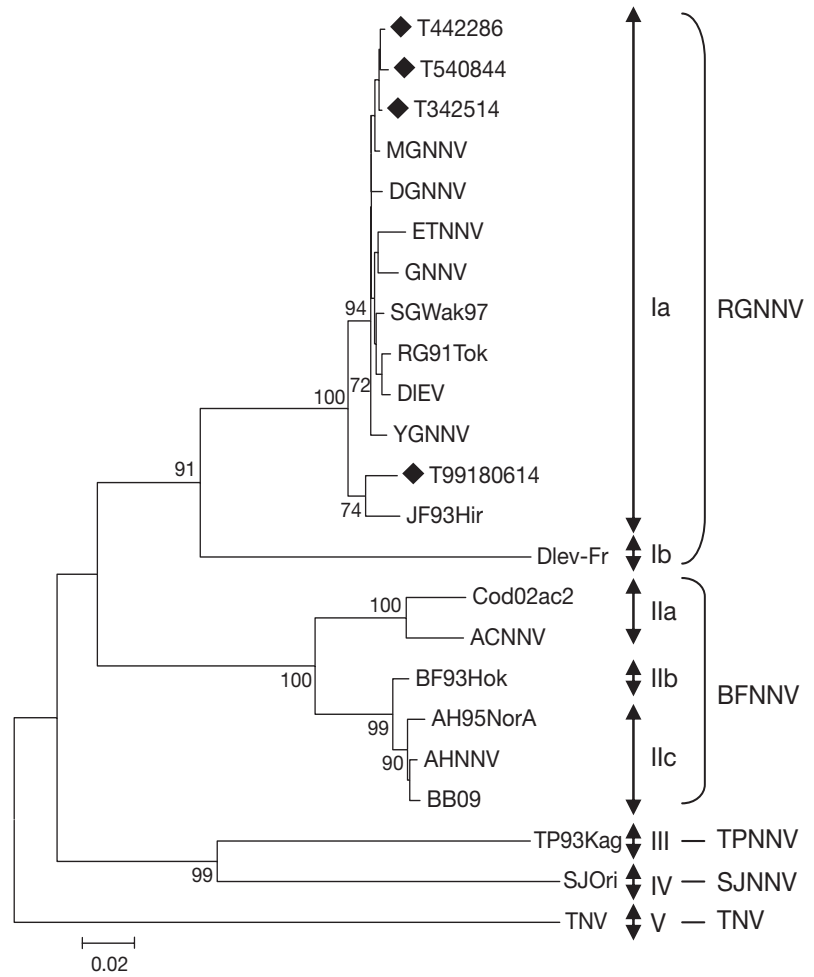 T442286
T540844
T342514
MGNNV
DGNNV
ETNNV
GNNV
94
SGWak97
Ia
RGNNV
RG91Tok
72
DIEV
100
YGNNV
91
T99180614
74
JF93Hir
Dlev-Fr
Ib
100
Cod02ac2
IIa
ACNNV
100
BF93Hok
IIb
BFNNV
99
AH95NorA
90
AHNNV
IIc
BB09
TP93Kag
III
TPNNV
99
SJOri
IV
SJNNV
TNV
V
TNV
0.02